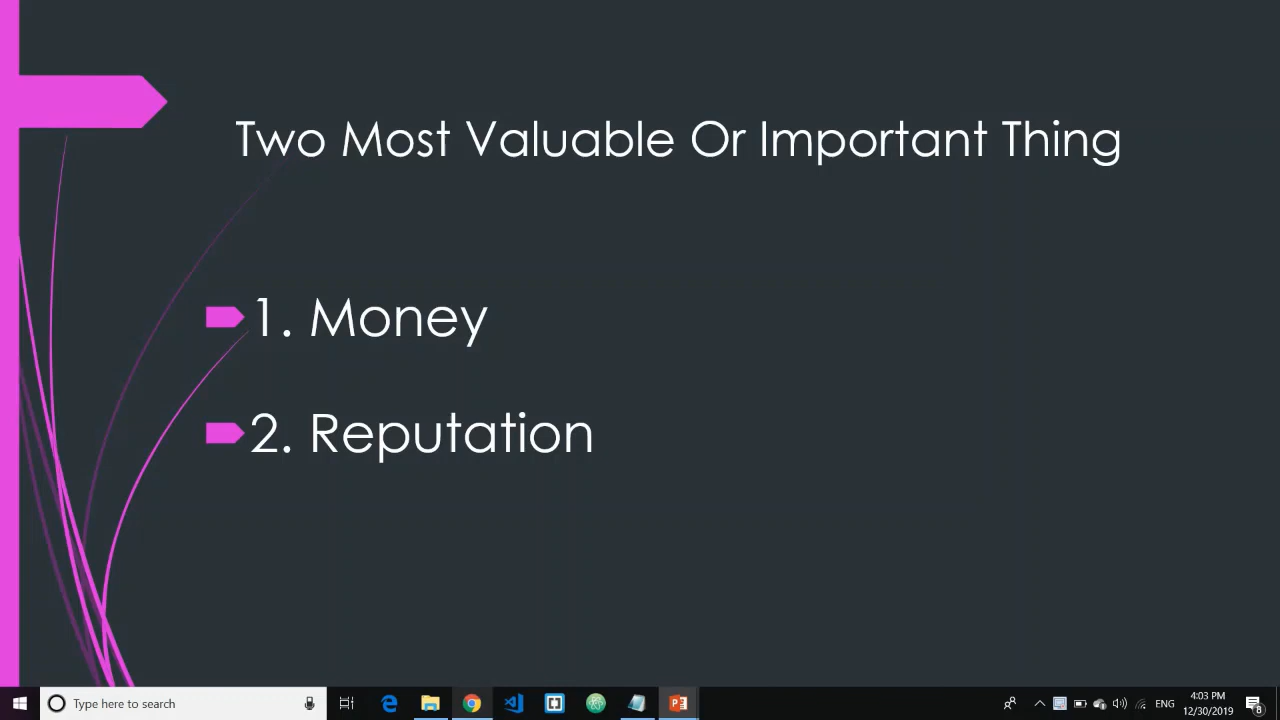 Two Most Valuable Or Important Thing
1. Money
2. Reputation
Type here to search
ENG
4:03 PM
12/30/2019
8